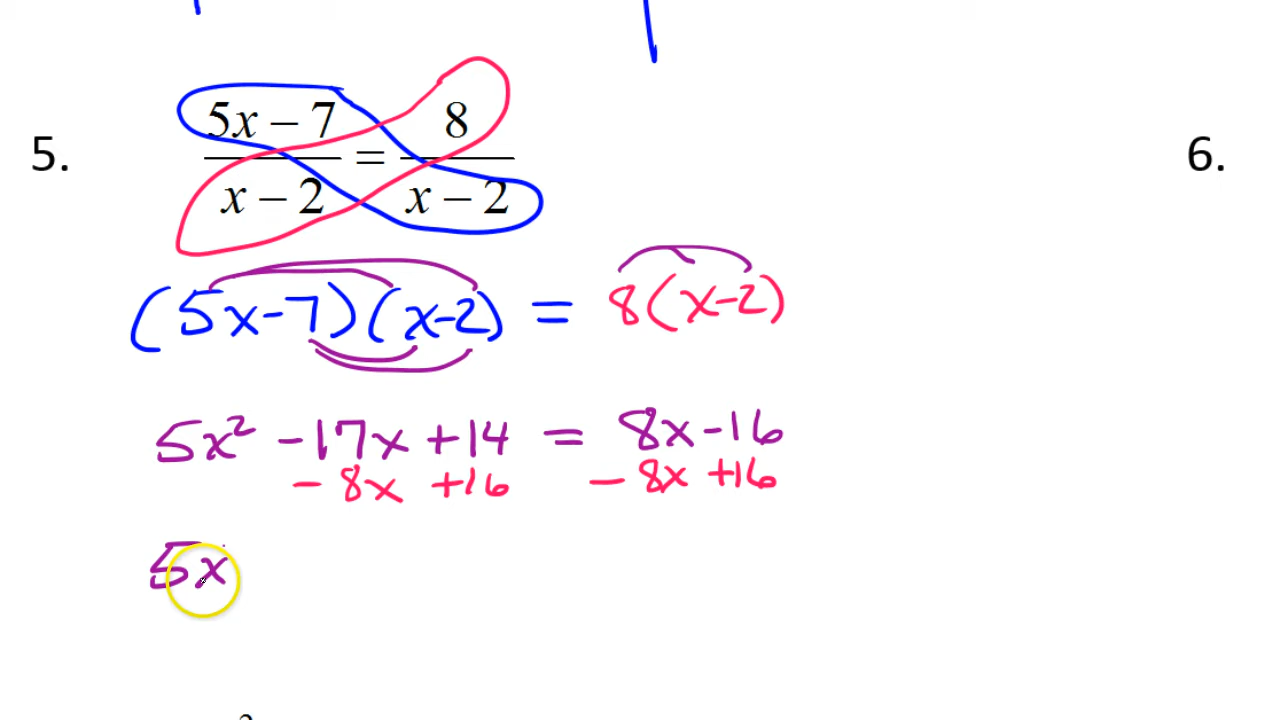 5.
5x − 7 / x − 2 = 8 / x − 2
6.
(5x-7)(x-2) = 8(x-2)
5x² -17x +14 = 8x -16
-8x +16 -8x +16
5x
2